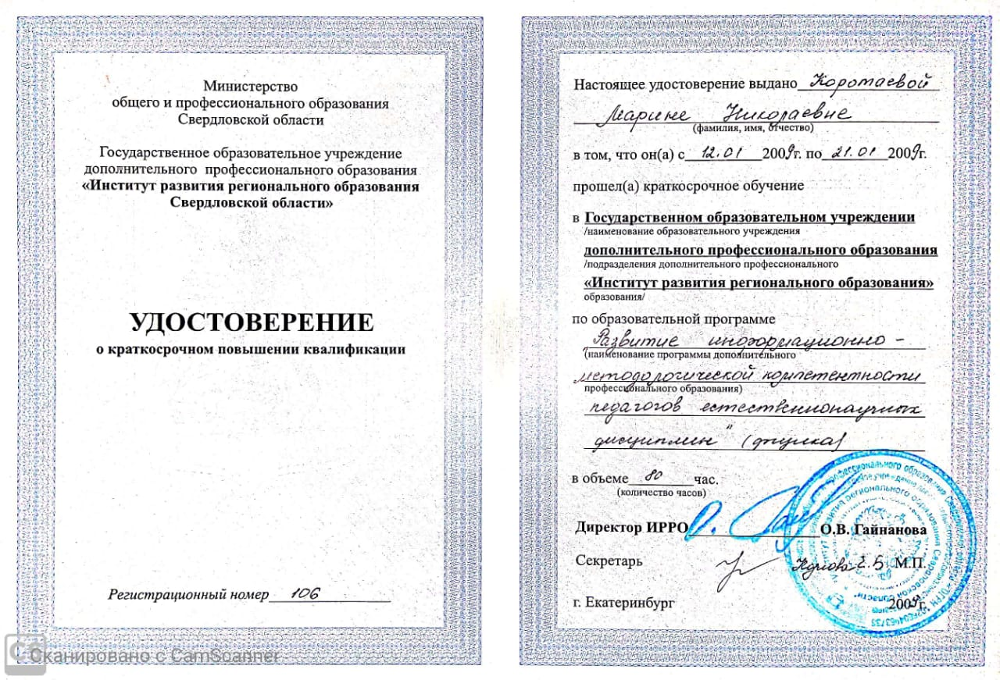 Министерство
общего и профессионального образования
Свердловской области
Государственное образовательное учреждение
дополнительного профессионального образования
«Институт развития регионального образования
Свердловской области»
УДОСТОВЕРЕНИЕ
о краткосрочном повышении квалификации
Регистрационный номер 106
Настоящее удостоверение выдано Коротаевой
Марине Николаевне
(фамилия, имя, отчество)
в том, что он(а) с 12.01 2009г. по 21.01 2009г.
прошел(а) краткосрочное обучение
в Государственном образовательном учреждении
/наименование образовательного учреждения
дополнительного профессионального образования
/подразделения дополнительного профессионального
«Институт развития регионального образования»
образования/
по образовательной программе
„Развитие информационно -
(наименование программы дополнительного
методологической компетентности
профессионального образования)
педагогов естественнонаучных
дисциплин" (физика)
в объеме 80 час.
(количество часов)
Директор ИРРО О.В. Гайнанова
Секретарь М.П.
г. Екатеринбург 2009г.
Сканировано с CamScanner